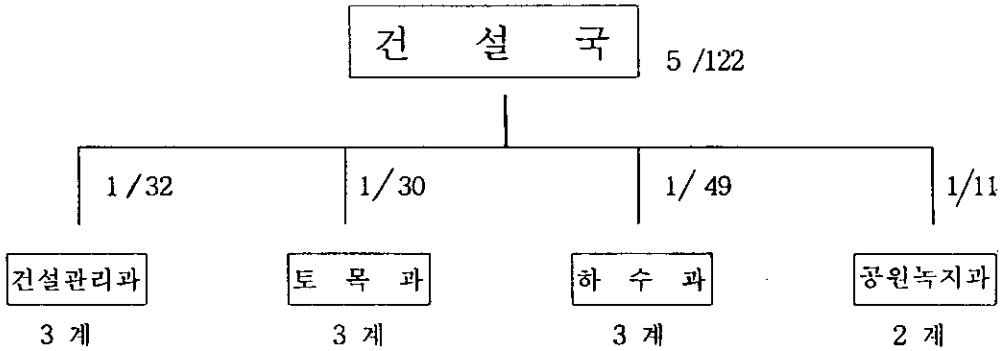 건 설 국
5 /122
1/32 1/30 1/49 1/11
건설관리과 토 목 과 하 수 과 공원녹지과
3 계 3 계 3 계 2 계